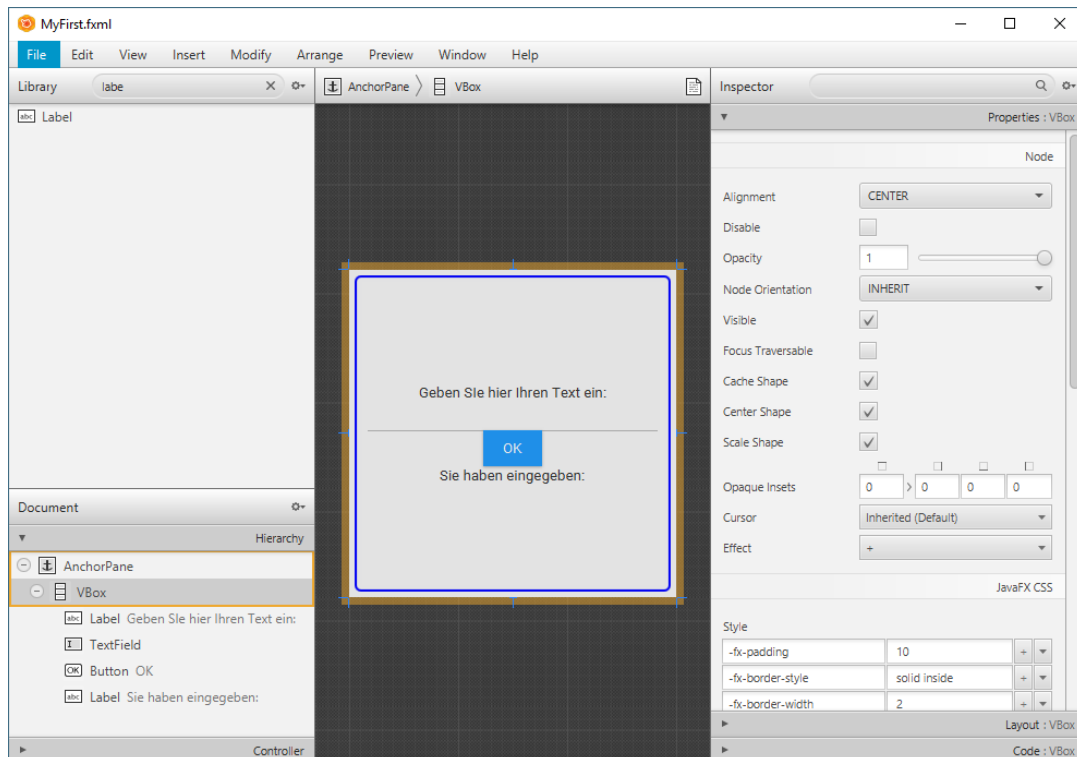 MyFirst.fxml
File Edit View Insert Modify Arrange Preview Window Help
Library labe
abc Label
AnchorPane VBox
Geben SIe hier Ihren Text ein:
OK
Sie haben eingegeben:
Document
Hierarchy
AnchorPane
VBox
abc Label Geben SIe hier Ihren Text ein:
TextField
OK Button OK
abc Label Sie haben eingegeben:
Controller
Inspector
Properties : VBox
Node
Alignment CENTER
Disable
Opacity 1
Node Orientation INHERIT
Visible
Focus Traversable
Cache Shape
Center Shape
Scale Shape
Opaque Insets 0 0 0 0
Cursor Inherited (Default)
Effect +
JavaFX CSS
Style
-fx-padding 10 +
-fx-border-style solid inside +
-fx-border-width 2 +
Layout : VBox
Code : VBox